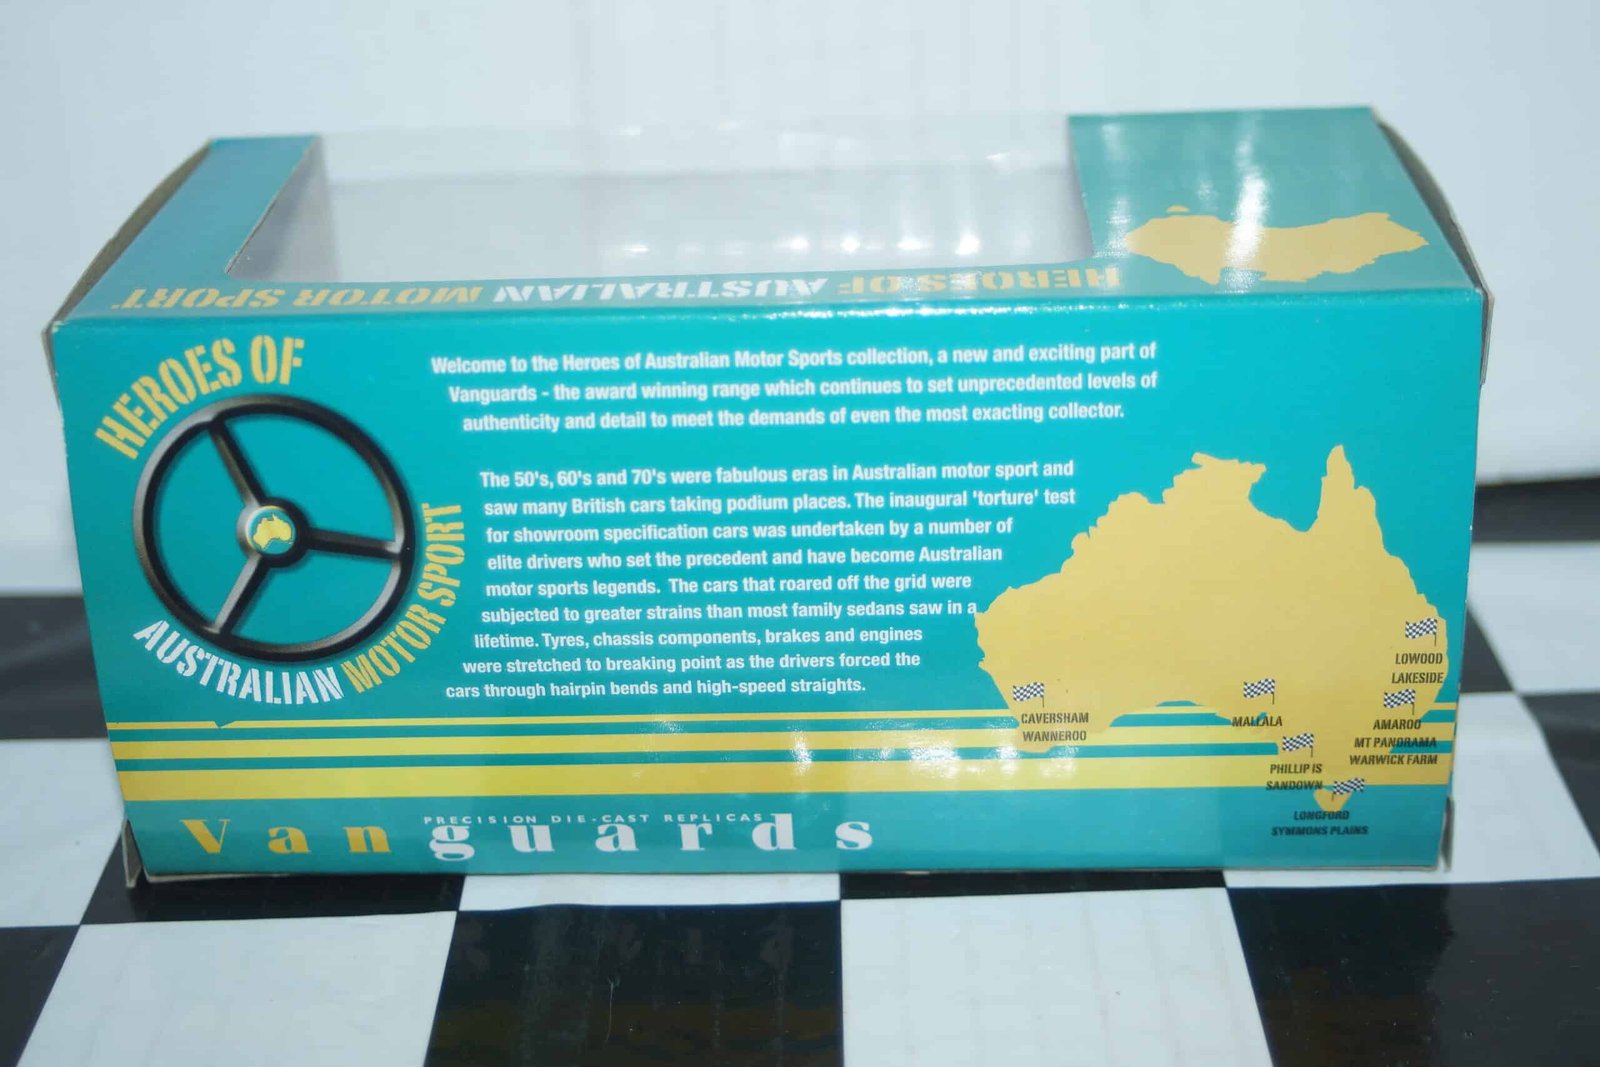 HEROES OF AUSTRALIAN MOTOR SPORT
HEROES OF
AUSTRALIAN MOTOR SPORT
Welcome to the Heroes of Australian Motor Sports collection, a new and exciting part of
Vanguards - the award winning range which continues to set unprecedented levels of
authenticity and detail to meet the demands of even the most exacting collector.
The 50's, 60's and 70's were fabulous eras in Australian motor sport and
saw many British cars taking podium places. The inaugural 'torture' test
for showroom specification cars was undertaken by a number of
elite drivers who set the precedent and have become Australian
motor sports legends. The cars that roared off the grid were
subjected to greater strains than most family sedans saw in a
lifetime. Tyres, chassis components, brakes and engines
were stretched to breaking point as the drivers forced the
cars through hairpin bends and high-speed straights.
LOWOOD
LAKESIDE
CAVERSHAM
WANNEROO
MALLALA
AMAROO
MT PANORAMA
WARWICK FARM
PHILLIP IS
SANDOWN
LONGFORD
SYMMONS PLAINS
PRECISION DIE-CAST REPLICAS
Vanguards